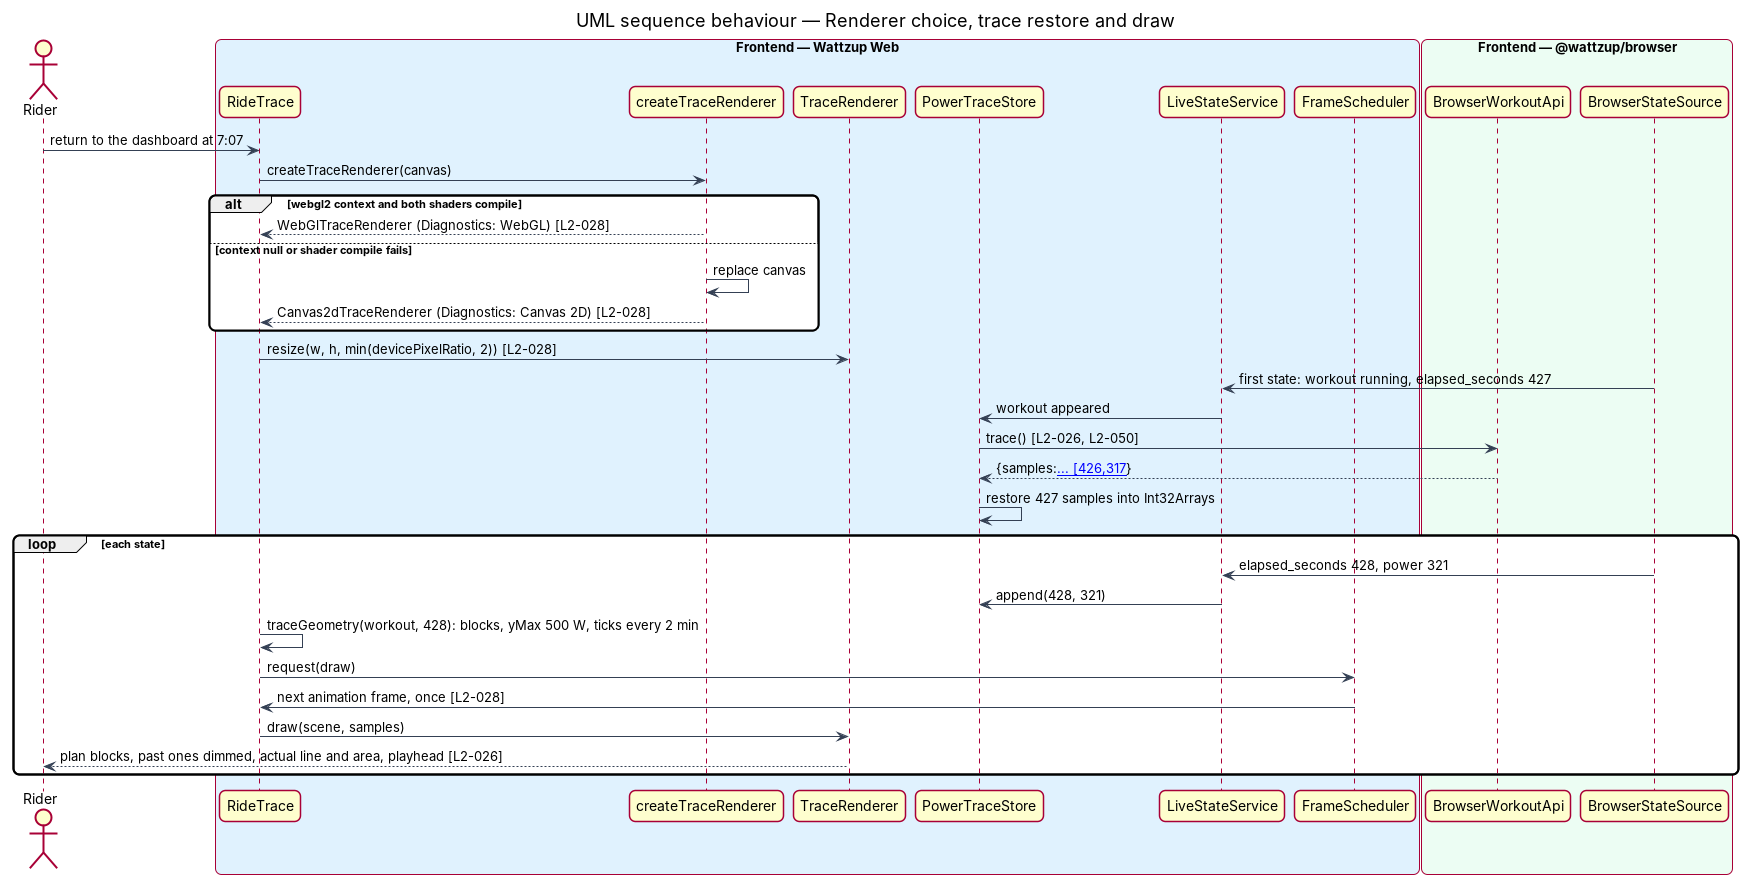 UML sequence behaviour — Renderer choice, trace restore and draw
Frontend — Wattzup Web
Frontend — @wattzup/browser
Rider
RideTrace
createTraceRenderer
TraceRenderer
PowerTraceStore
LiveStateService
FrameScheduler
BrowserWorkoutApi
BrowserStateSource
return to the dashboard at 7:07
createTraceRenderer(canvas)
alt
[webgl2 context and both shaders compile]
WebGlTraceRenderer (Diagnostics: WebGL) [L2-028]
[context null or shader compile fails]
replace canvas
Canvas2dTraceRenderer (Diagnostics: Canvas 2D) [L2-028]
resize(w, h, min(devicePixelRatio, 2)) [L2-028]
first state: workout running, elapsed_seconds 427
workout appeared
trace() [L2-026, L2-050]
{samples:... [426,317}
restore 427 samples into Int32Arrays
loop
[each state]
elapsed_seconds 428, power 321
append(428, 321)
traceGeometry(workout, 428): blocks, yMax 500 W, ticks every 2 min
request(draw)
next animation frame, once [L2-028]
draw(scene, samples)
plan blocks, past ones dimmed, actual line and area, playhead [L2-026]
Rider
RideTrace
createTraceRenderer
TraceRenderer
PowerTraceStore
LiveStateService
FrameScheduler
BrowserWorkoutApi
BrowserStateSource